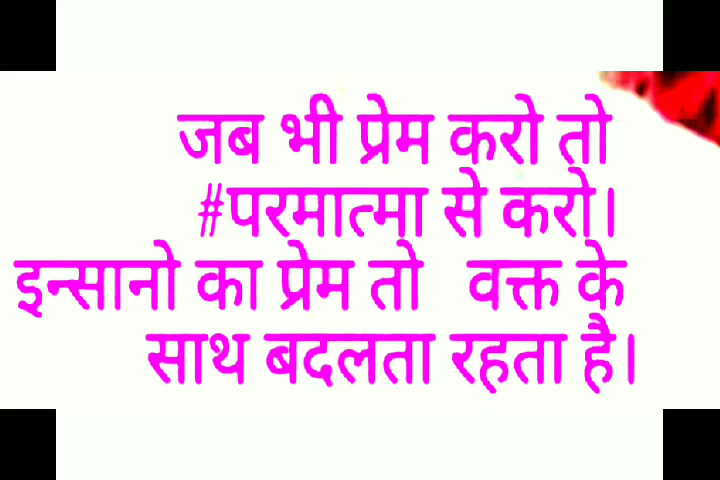 जब भी प्रेम करो तो
#परमात्मा से करो।
इन्सानो का प्रेम तो वक्त के
साथ बदलता रहता है।